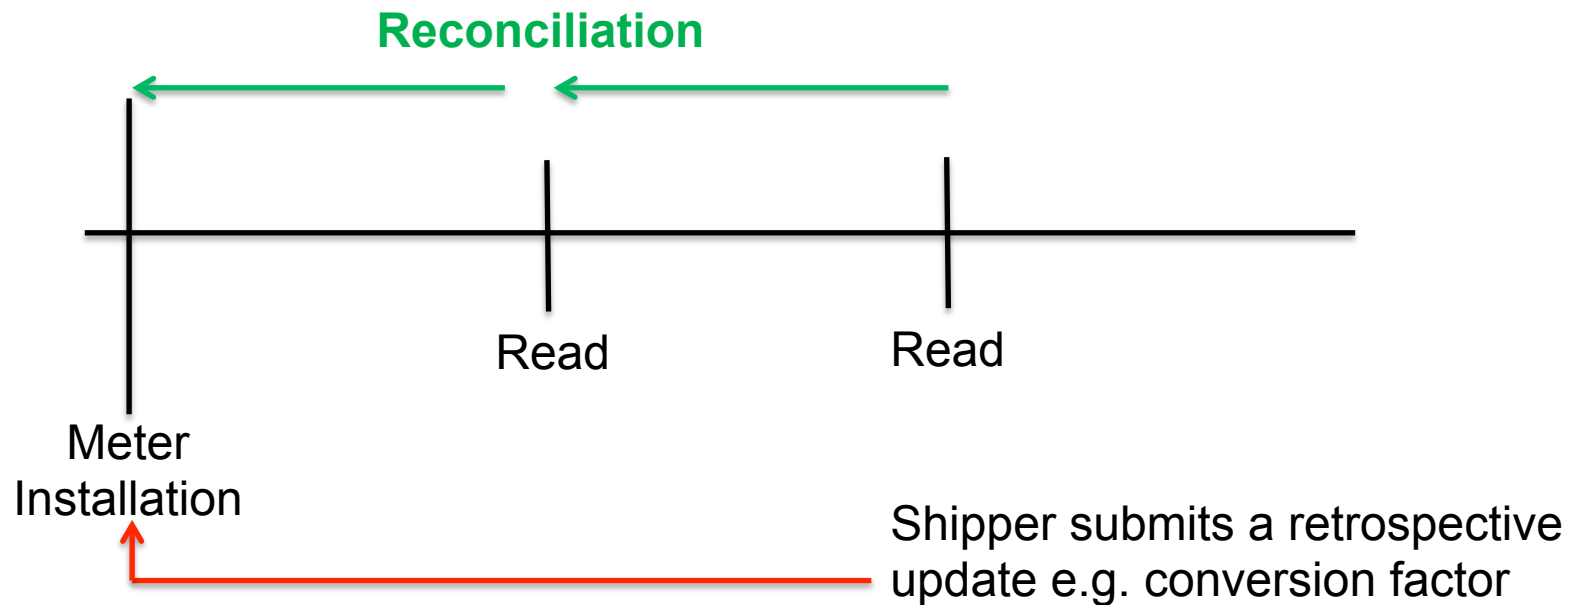 Reconciliation
Read
Read
Meter
Installation
Shipper submits a retrospective
update e.g. conversion factor